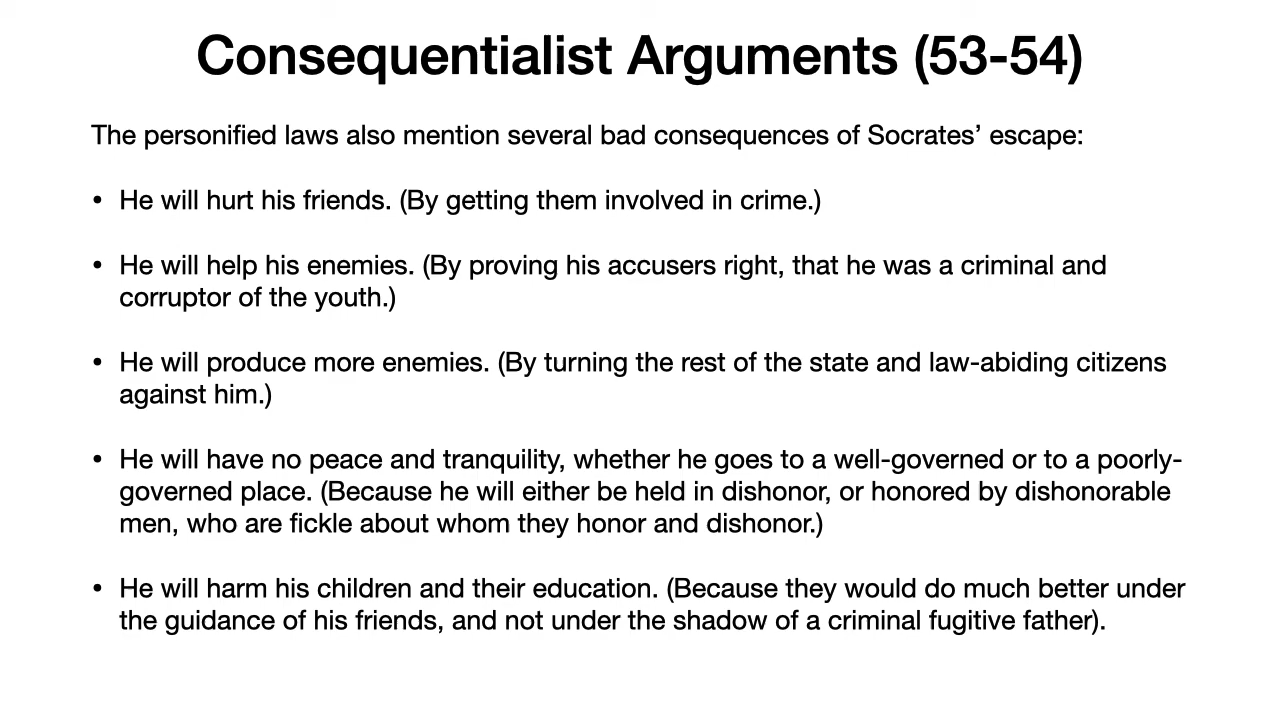 Consequentialist Arguments (53-54)
The personified laws also mention several bad consequences of Socrates’ escape:
• He will hurt his friends. (By getting them involved in crime.)
• He will help his enemies. (By proving his accusers right, that he was a criminal and
corruptor of the youth.)
• He will produce more enemies. (By turning the rest of the state and law-abiding citizens
against him.)
• He will have no peace and tranquility, whether he goes to a well-governed or to a poorly-
governed place. (Because he will either be held in dishonor, or honored by dishonorable
men, who are fickle about whom they honor and dishonor.)
• He will harm his children and their education. (Because they would do much better under
the guidance of his friends, and not under the shadow of a criminal fugitive father).